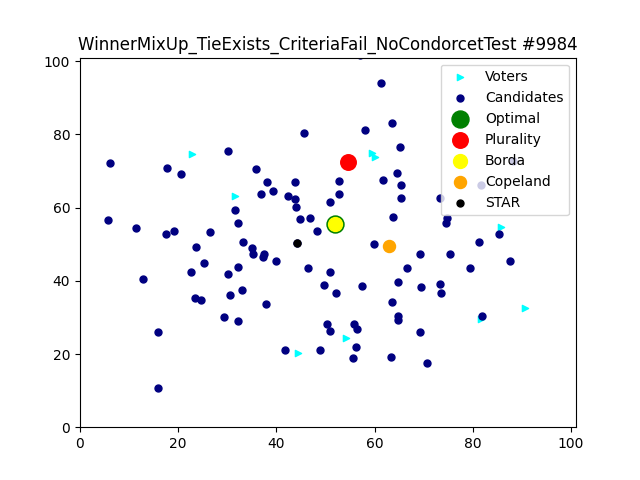 WinnerMixUp_TieExists_CriteriaFail_NoCondorcetTest #9984
100
80
60
40
20
0
0 20 40 60 80 100
Voters
Candidates
Optimal
Plurality
Borda
Copeland
STAR